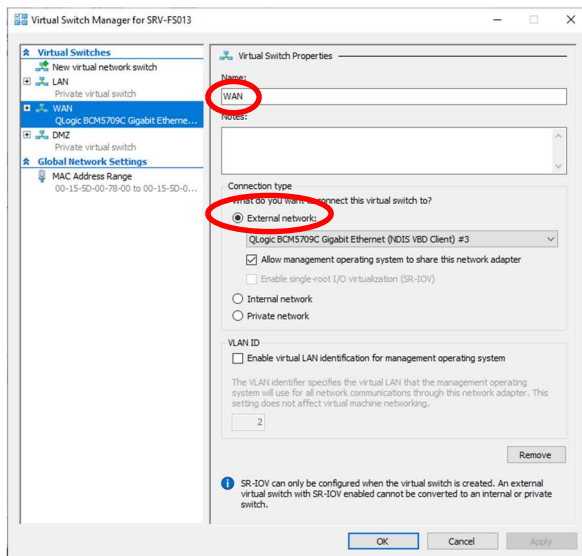 Virtual Switch Manager for SRV-FS013
Virtual Switches
New virtual network switch
LAN
Private virtual switch
WAN
QLogic BCM5709C Gigabit Etherne...
DMZ
Private virtual switch
Global Network Settings
MAC Address Range
00-15-5D-00-78-00 to 00-15-5D-0...
Virtual Switch Properties
Name:
WAN
Notes:
Connection type
What do you want to connect this virtual switch to?
External network:
QLogic BCM5709C Gigabit Ethernet (NDIS VBD Client) #3
Allow management operating system to share this network adapter
Enable single-root I/O virtualization (SR-IOV)
Internal network
Private network
VLAN ID
Enable virtual LAN identification for management operating system
The VLAN identifier specifies the virtual LAN that the management operating
system will use for all network communications through this network adapter. This
setting does not affect virtual machine networking.
2
Remove
SR-IOV can only be configured when the virtual switch is created. An external
virtual switch with SR-IOV enabled cannot be converted to an internal or private
switch.
OK
Cancel
Apply